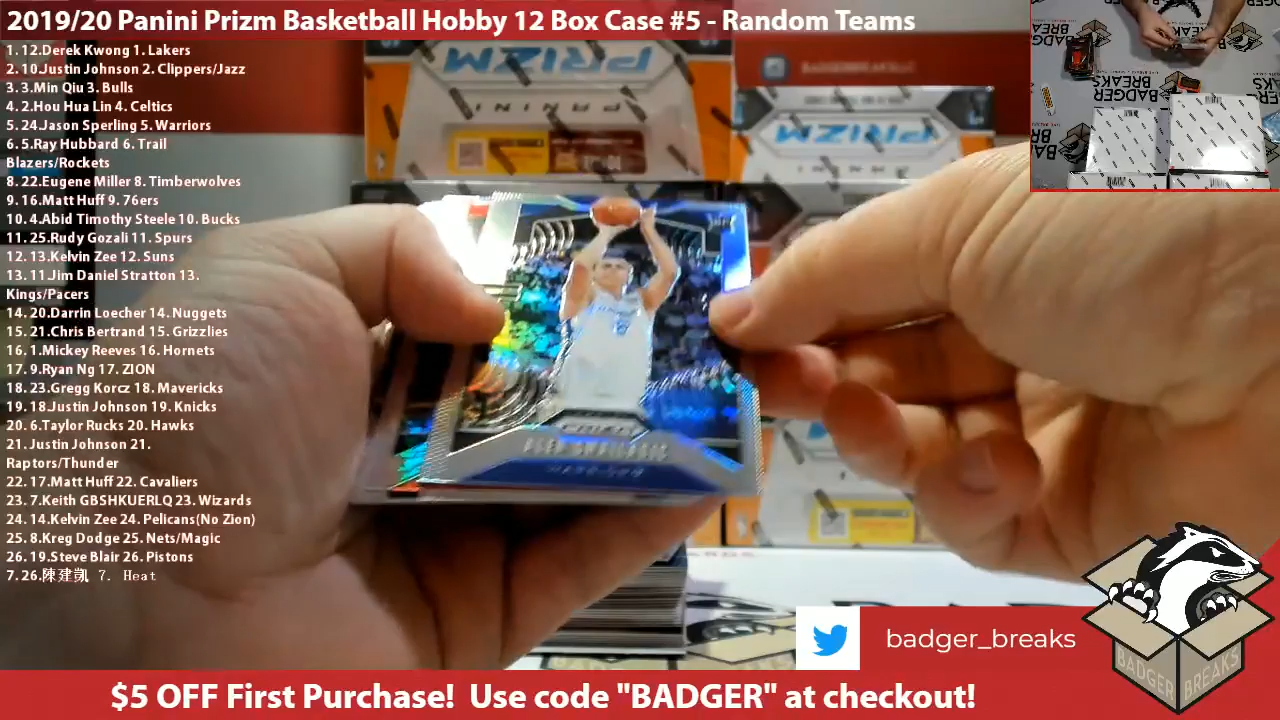 2019/20 Panini Prizm Basketball Hobby 12 Box Case #5 - Random Teams
1. 12.Derek Kwong 1. Lakers
2. 10.Justin Johnson 2. Clippers/Jazz
3. 3.Min Qiu 3. Bulls
4. 2.Hou Hua Lin 4. Celtics
5. 24.Jason Sperling 5. Warriors
6. 5.Ray Hubbard 6. Trail
Blazers/Rockets
8. 22.Eugene Miller 8. Timberwolves
9. 16.Matt Huff 9. 76ers
10. 4.Abid Timothy Steele 10. Bucks
11. 25.Rudy Gozali 11. Spurs
12. 13.Kelvin Zee 12. Suns
13. 11.Jim Daniel Stratton 13.
Kings/Pacers
14. 20.Darrin Loecher 14. Nuggets
15. 21.Chris Bertrand 15. Grizzlies
16. 1.Mickey Reeves 16. Hornets
17. 9.Ryan Ng 17. ZION
18. 23.Gregg Korcz 18. Mavericks
19. 18.Justin Johnson 19. Knicks
20. 6.Taylor Rucks 20. Hawks
21. Justin Johnson 21.
Raptors/Thunder
22. 17.Matt Huff 22. Cavaliers
23. 7.Keith GBSHKUERLQ 23. Wizards
24. 14.Kelvin Zee 24. Pelicans(No Zion)
25. 8.Kreg Dodge 25. Nets/Magic
26. 19.Steve Blair 26. Pistons
7. 26.陳建凱 7. Heat
PRIZM
PANINI
PRIZM
BADGER
BREAKS
badger_breaks
BADGER BREAKS
$5 OFF First Purchase!  Use code "BADGER" at checkout!